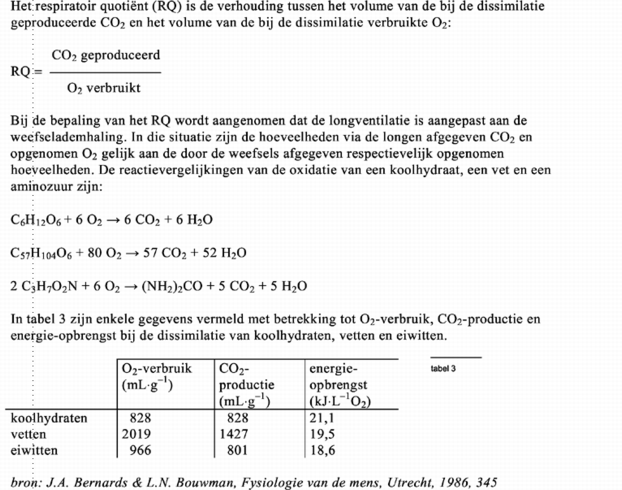 Het respiratoir quotiënt (RQ) is de verhouding tussen het volume van de bij de dissimilatie
geproduceerde CO₂ en het volume van de bij de dissimilatie verbruikte O₂:
CO₂ geproduceerd
RQ =
O₂ verbruikt
Bij de bepaling van het RQ wordt aangenomen dat de longventilatie is aangepast aan de
weefselademhaling. In die situatie zijn de hoeveelheden via de longen afgegeven CO₂ en
opgenomen O₂ gelijk aan de door de weefsels afgegeven respectievelijk opgenomen
hoeveelheden. De reactievergelijkingen van de oxidatie van een koolhydraat, een vet en een
aminozuur zijn:
C₆H₁₂O₆ + 6 O₂ → 6 CO₂ + 6 H₂O
C₅₇H₁₀₄O₆ + 80 O₂ → 57 CO₂ + 52 H₂O
2 C₃H₇O₂N + 6 O₂ → (NH₂)₂CO + 5 CO₂ + 5 H₂O
In tabel 3 zijn enkele gegevens vermeld met betrekking tot O₂-verbruik, CO₂-productie en
energie-opbrengst bij de dissimilatie van koolhydraten, vetten en eiwitten.
O₂-verbruik CO₂- energie- tabel 3
(mL·g⁻¹) productie opbrengst
(mL·g⁻¹) (kJ·L⁻¹O₂)
koolhydraten 828 828 21,1
vetten 2019 1427 19,5
eiwitten 966 801 18,6
bron: J.A. Bernards & L.N. Bouwman, Fysiologie van de mens, Utrecht, 1986, 345